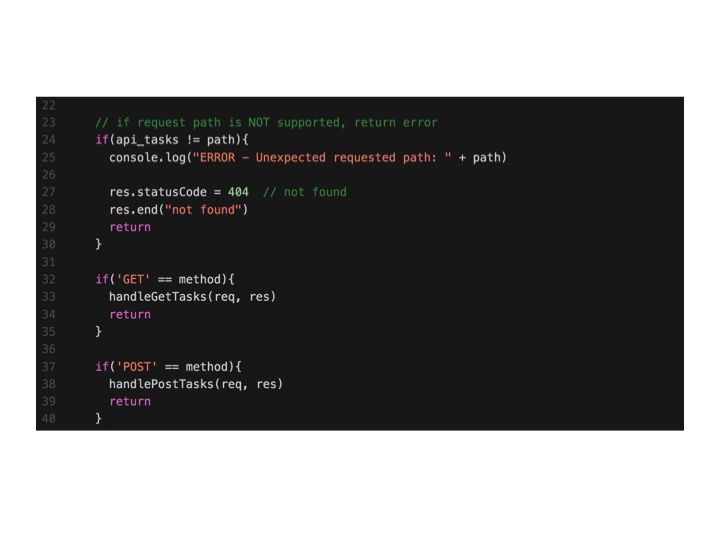 22
23 // if request path is NOT supported, return error
24 if(api_tasks != path){
25 console.log("ERROR – Unexpected requested path: " + path)
26
27 res.statusCode = 404 // not found
28 res.end("not found")
29 return
30 }
31
32 if('GET' == method){
33 handleGetTasks(req, res)
34 return
35 }
36
37 if('POST' == method){
38 handlePostTasks(req, res)
39 return
40 }